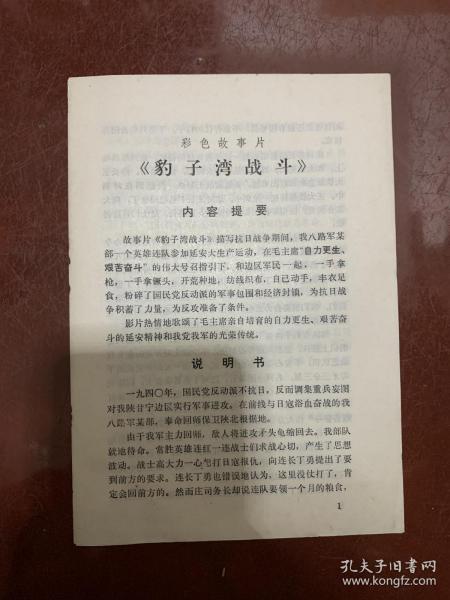 彩色故事片
《豹子湾战斗》
内容提要
故事片《豹子湾战斗》描写抗日战争期间，我八路军某
部一个英雄连队参加延安大生产运动，在毛主席“自力更生、
艰苦奋斗”的伟大号召指引下，和边区军民一起，一手拿
枪，一手拿镢头，开荒种地，纺线织布，自己动手，丰衣足
食，粉碎了国民党反动派的军事包围和经济封锁，为抗日战
争积蓄了力量，为反攻准备了条件。
影片热情地歌颂了毛主席亲自培育的自力更生、艰苦奋
斗的延安精神和我党我军的光荣传统。
说明书
一九四〇年，国民党反动派不抗日，反而调集重兵妄图
对我陕甘宁边区实行军事进攻。在前线与日寇浴血奋战的我
八路军某部，奉命回师保卫陕北根据地。
由于我军主力回师，敌人将进攻矛头龟缩回去。我部队
就地待命。常胜英雄连红一连战士们求战心切，产生了思想
波动。战士高大力一心想打日寇报仇，向连长丁勇提出了要
到前方的要求。连长丁勇也错误地认为，这里没仗打了，肯
定会回前方的。然而庄司务长却说连队要领一个月的粮食，
1
孔夫子旧书网
www.kongfz.com